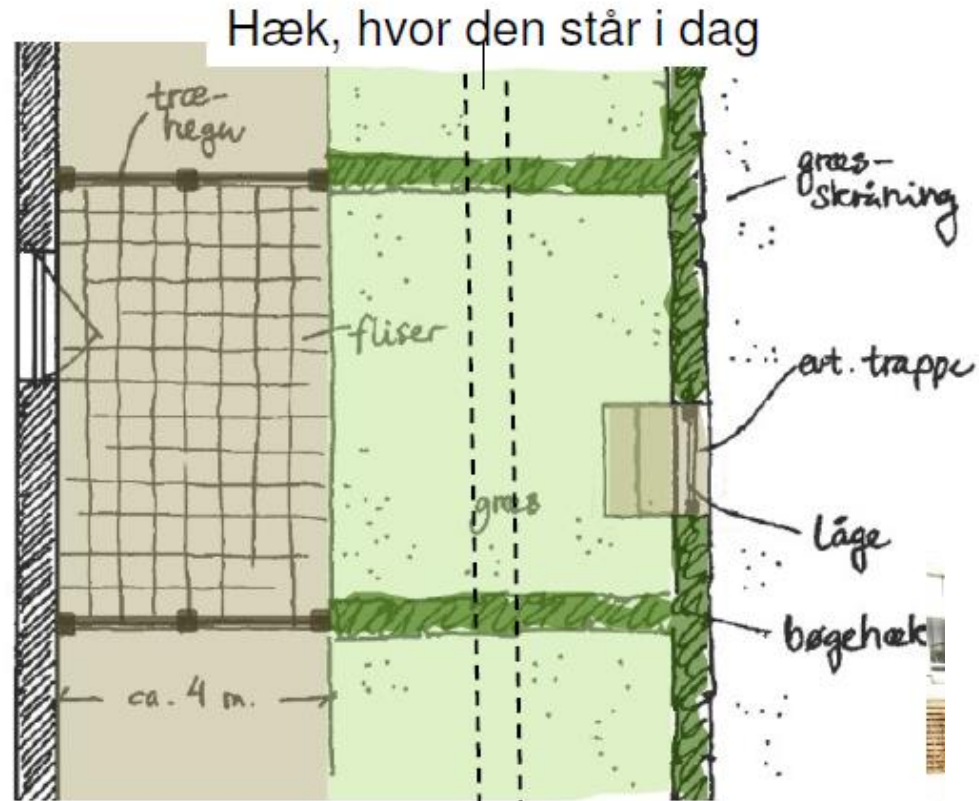 Hæk, hvor den står i dag
træ-
hegn
græs-
skråning
fliser
evt. trappe
græs
låge
bøgehæk
ca. 4 m.